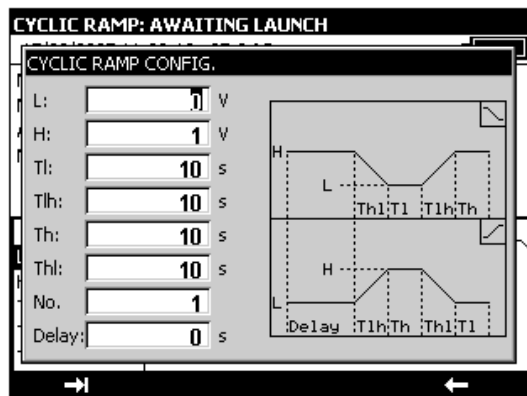 CYCLIC RAMP: AWAITING LAUNCH
CYCLIC RAMP CONFIG.
L: V
H: 1 V
Tl: 10 s
Tlh: 10 s
Th: 10 s
Thl: 10 s
No. 1
Delay: 0 s
H
L
Thl Tl Tlh Th
H
L
Delay Tlh Th Thl Tl